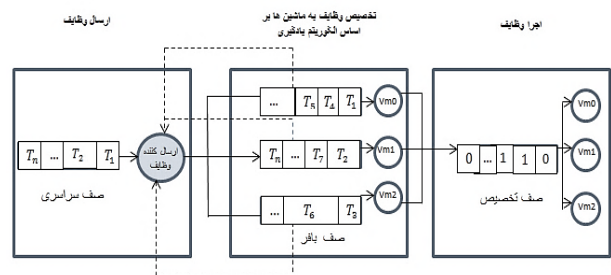 ارسال وظایف
تخصیص وظایف به ماشین ها بر
اساس الگوریتم یادگیری
اجرا وظایف
Tn ... T2 T1
صف سراسری
ارسال کننده
وظایف
... T5 T4 T1
Vm0
Tn ... T7 T2
Vm1
... T6 T3
Vm2
صف بافر
0 ... 1 1 0
صف تخصیص
Vm0
Vm1
Vm2